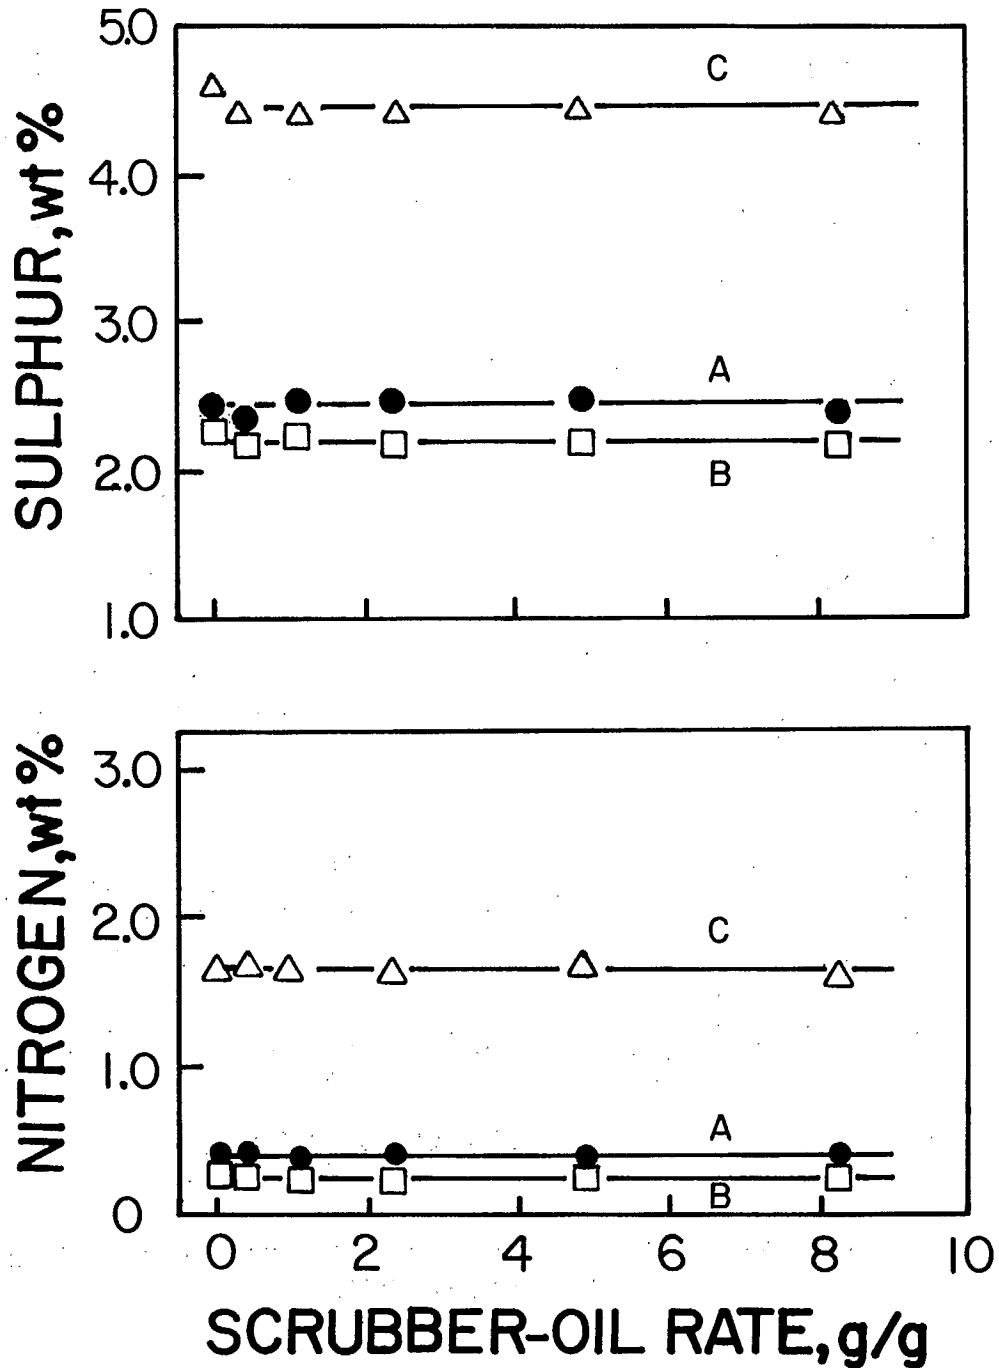 SULPHUR, wt %
5.0
4.0
3.0
2.0
1.0
C
A
B
NITROGEN, wt %
3.0
2.0
1.0
0
C
A
B
0 2 4 6 8 10
SCRUBBER-OIL RATE, g/g